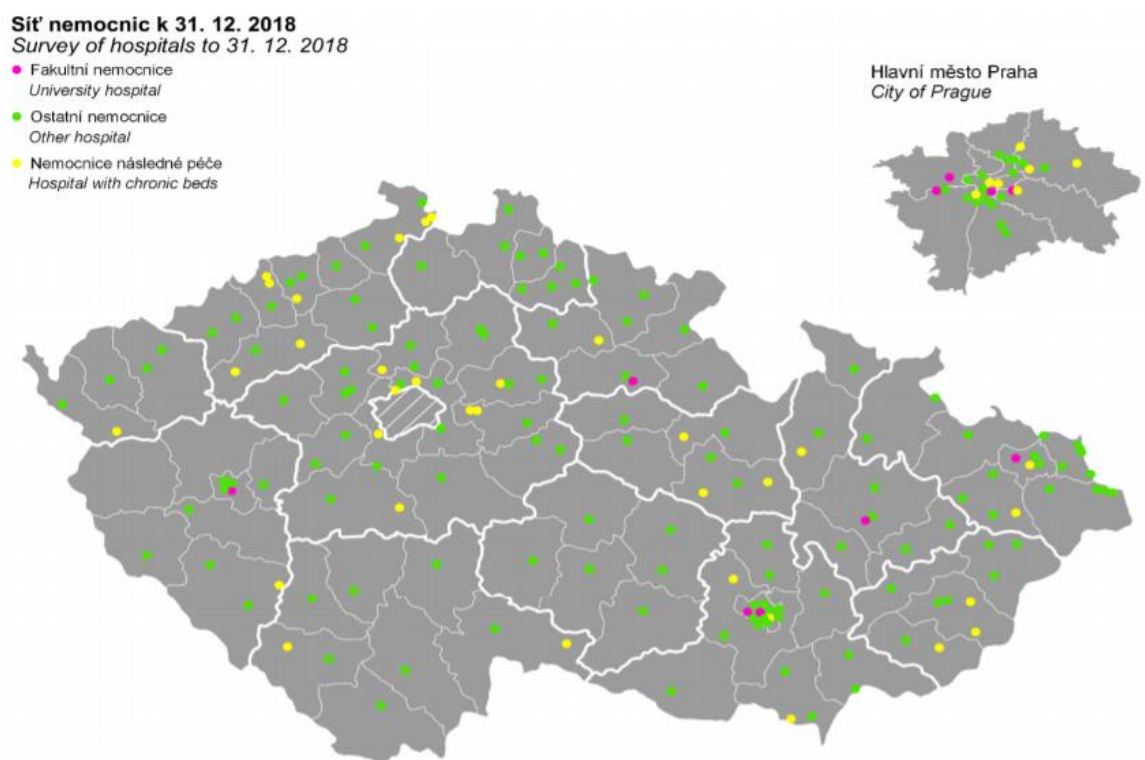 Síť nemocnic k 31. 12. 2018
Survey of hospitals to 31. 12. 2018
Fakultní nemocnice
University hospital
Ostatní nemocnice
Other hospital
Nemocnice následné péče
Hospital with chronic beds
Hlavní město Praha
City of Prague